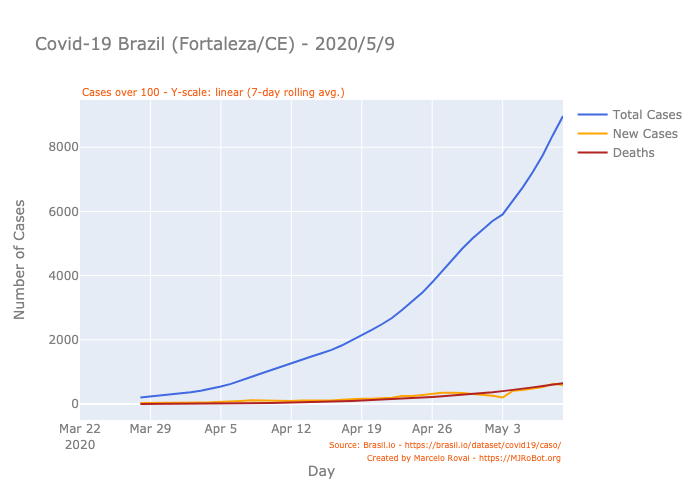 Covid-19 Brazil (Fortaleza/CE) - 2020/5/9
Cases over 100 - Y-scale: linear (7-day rolling avg.)
Total Cases
New Cases
Deaths
Number of Cases
8000
6000
4000
2000
0
Mar 22 Mar 29 Apr 5 Apr 12 Apr 19 Apr 26 May 3
2020
Source: Brasil.io - https://brasil.io/dataset/covid19/caso/
Created by Marcelo Rovai - https://MJRoBot.org
Day